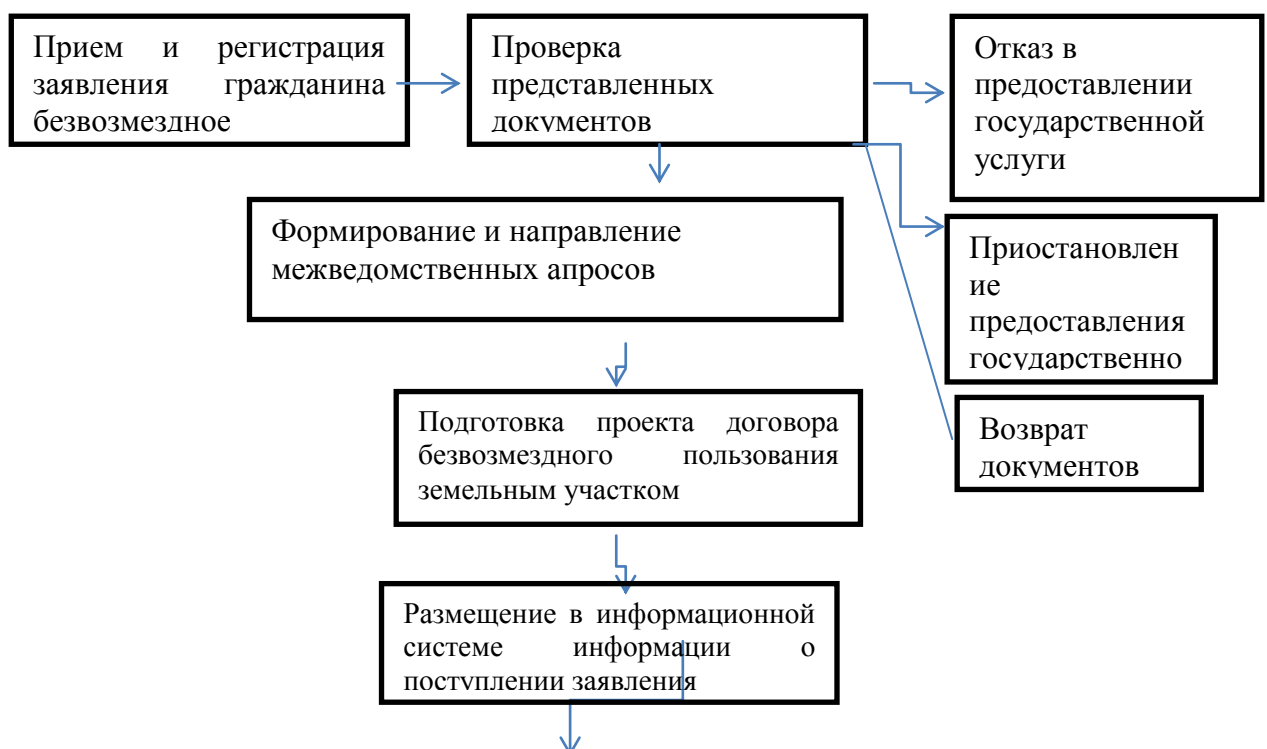 Прием и регистрация
заявления гражданина
безвозмездное
Проверка
представленных
документов
Отказ в
предоставлении
государственной
услуги
Формирование и направление
межведомственных апросов
Приостановлен
ие
предоставления
государственно
Подготовка проекта договора
безвозмездного пользования
земельным участком
Возврат
документов
Размещение в информационной
системе информации о
поступлении заявления